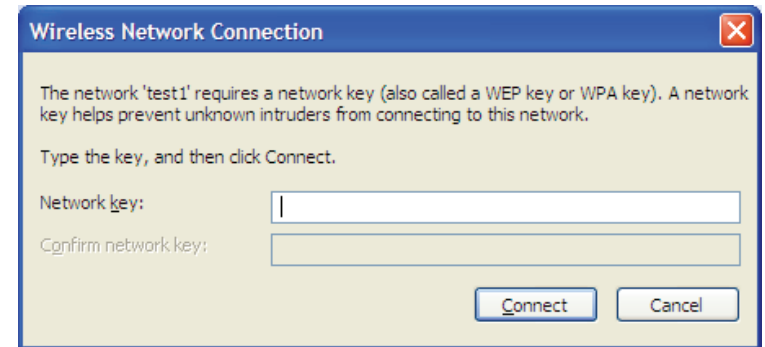 Wireless Network Connection
The network 'test1' requires a network key (also called a WEP key or WPA key). A network
key helps prevent unknown intruders from connecting to this network.
Type the key, and then click Connect.
Network key:
Confirm network key:
Connect Cancel